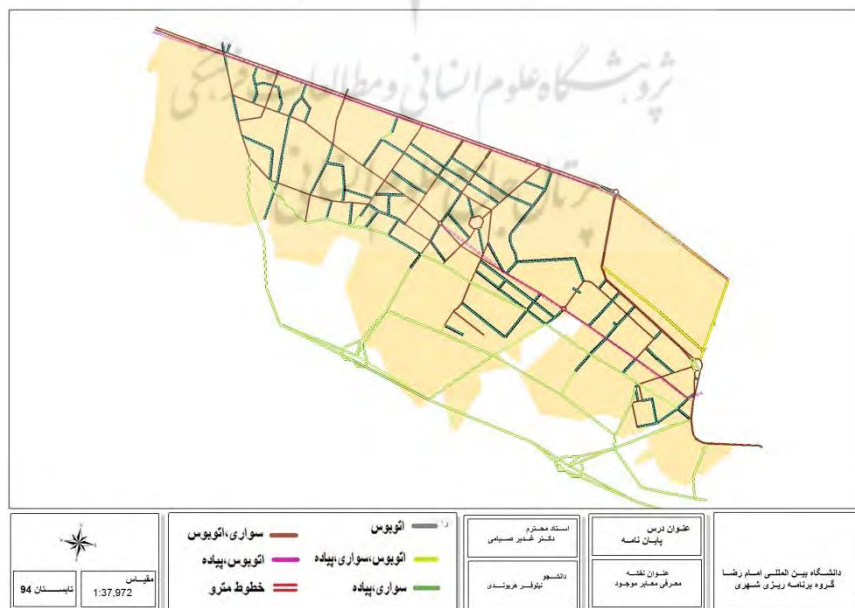 پژوهشگاه علوم انسانی و مطالعات فرهنگی
پرتال جامع علوم انسانی
سواری،اتوبوس
اتوبوس،پیاده
خطوط مترو
اتوبوس
اتوبوس،سواری،پیاده
سواری،پیاده
مقیاس
1:37,972
تابستان 94
استاد محترم
دکتر غدیر صیامی
دانشجو
نیلوفر هریوندی
عنوان درس
پایان نامه
عنوان نقشه
معرفی معابر موجود
دانشگاه بین المللی امام رضا
گروه برنامه ریزی شهری